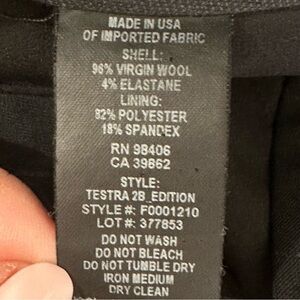 MADE IN USA
OF IMPORTED FABRIC
SHELL:
96% VIRGIN WOOL
4% ELASTANE
LINING:
82% POLYESTER
18% SPANDEX
RN 98406
CA 39662
STYLE:
TESTRA 2B_EDITION
STYLE #: F0001210
LOT #: 377853
DO NOT WASH
DO NOT BLEACH
DO NOT TUMBLE DRY
IRON MEDIUM
DRY CLEAN